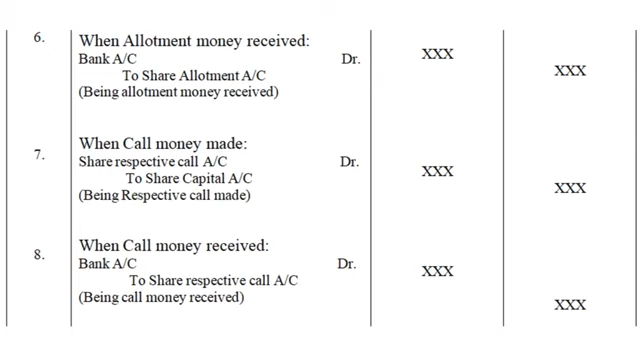 6. When Allotment money received:
Bank A/C Dr. XXX
To Share Allotment A/C XXX
(Being allotment money received)
7. When Call money made:
Share respective call A/C Dr. XXX
To Share Capital A/C XXX
(Being Respective call made)
8. When Call money received:
Bank A/C Dr. XXX
To Share respective call A/C
(Being call money received) XXX